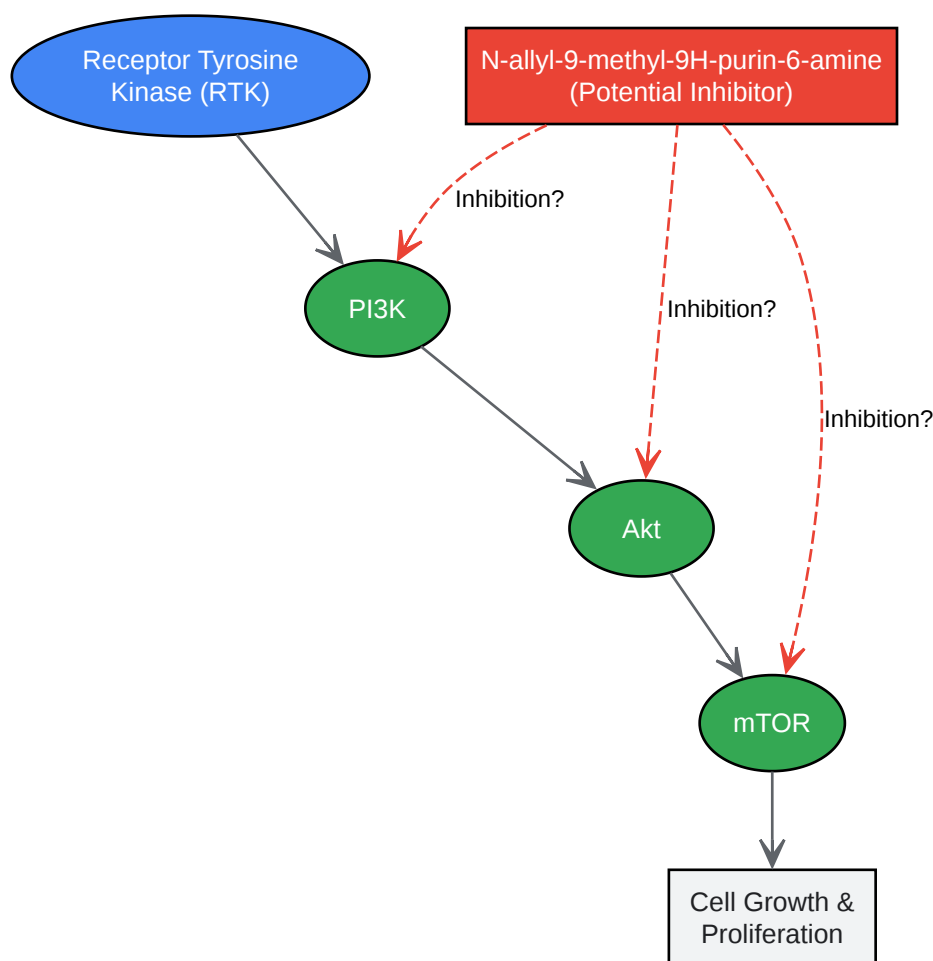 Receptor Tyrosine
Kinase (RTK)
N-allyl-9-methyl-9H-purin-6-amine
(Potential Inhibitor)
Inhibition?
PI3K
Inhibition?
Inhibition?
Akt
mTOR
Cell Growth &
Proliferation